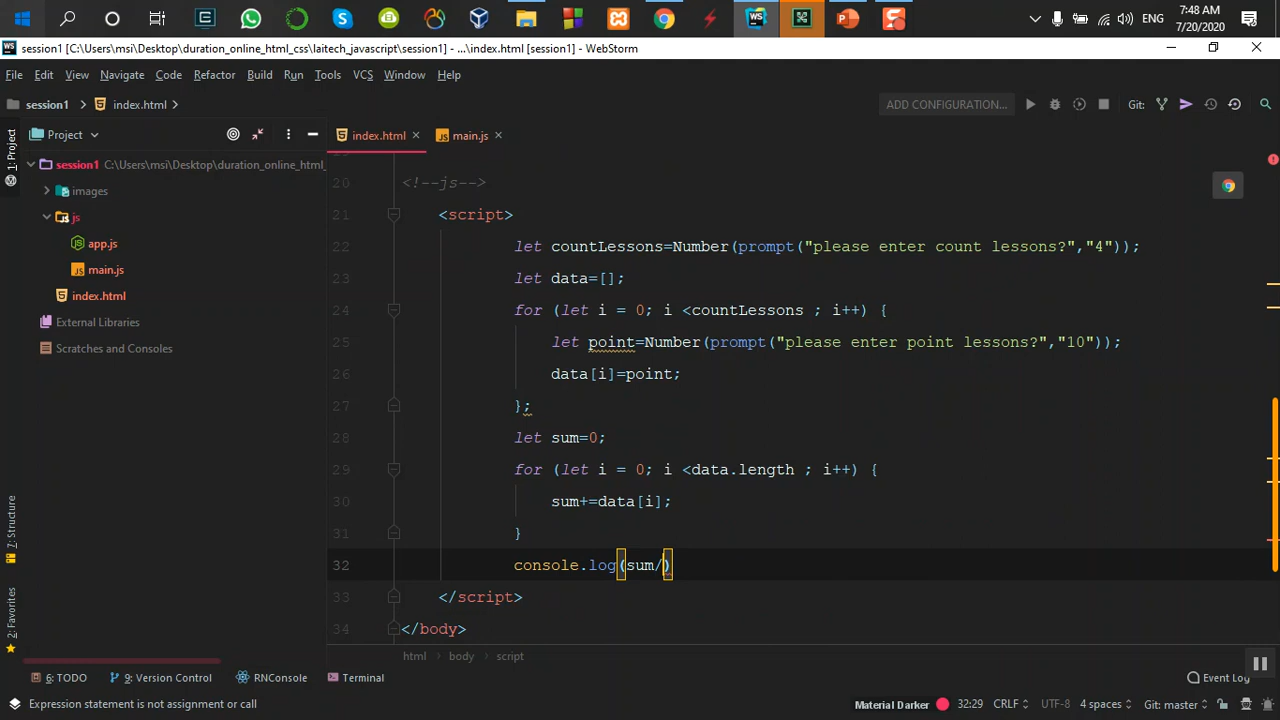 ENG
7:48 AM
7/20/2020
session1 [C:\Users\msi\Desktop\duration_online_html_css\laitech_javascript\session1] - ...\index.html [session1] - WebStorm
File Edit View Navigate Code Refactor Build Run Tools VCS Window Help
session1 index.html
ADD CONFIGURATION...
Git:
Project
index.html
main.js
1: Project
session1 C:\Users\msi\Desktop\duration_online_html_
images
js
app.js
main.js
index.html
External Libraries
Scratches and Consoles
20 <!--js-->
21 <script>
22 let countLessons=Number(prompt("please enter count lessons?","4"));
23 let data=[];
24 for (let i = 0; i <countLessons ; i++) {
25 let point=Number(prompt("please enter point lessons?","10"));
26 data[i]=point;
27 };
28 let sum=0;
29 for (let i = 0; i <data.length ; i++) {
30 sum+=data[i];
31 }
32 console.log(sum/)
33 </script>
34 </body>
html body script
7: Structure
2: Favorites
6: TODO
9: Version Control
RNConsole
Terminal
Event Log
Expression statement is not assignment or call
Material Darker
32:29
CRLF
UTF-8
4 spaces
Git: master